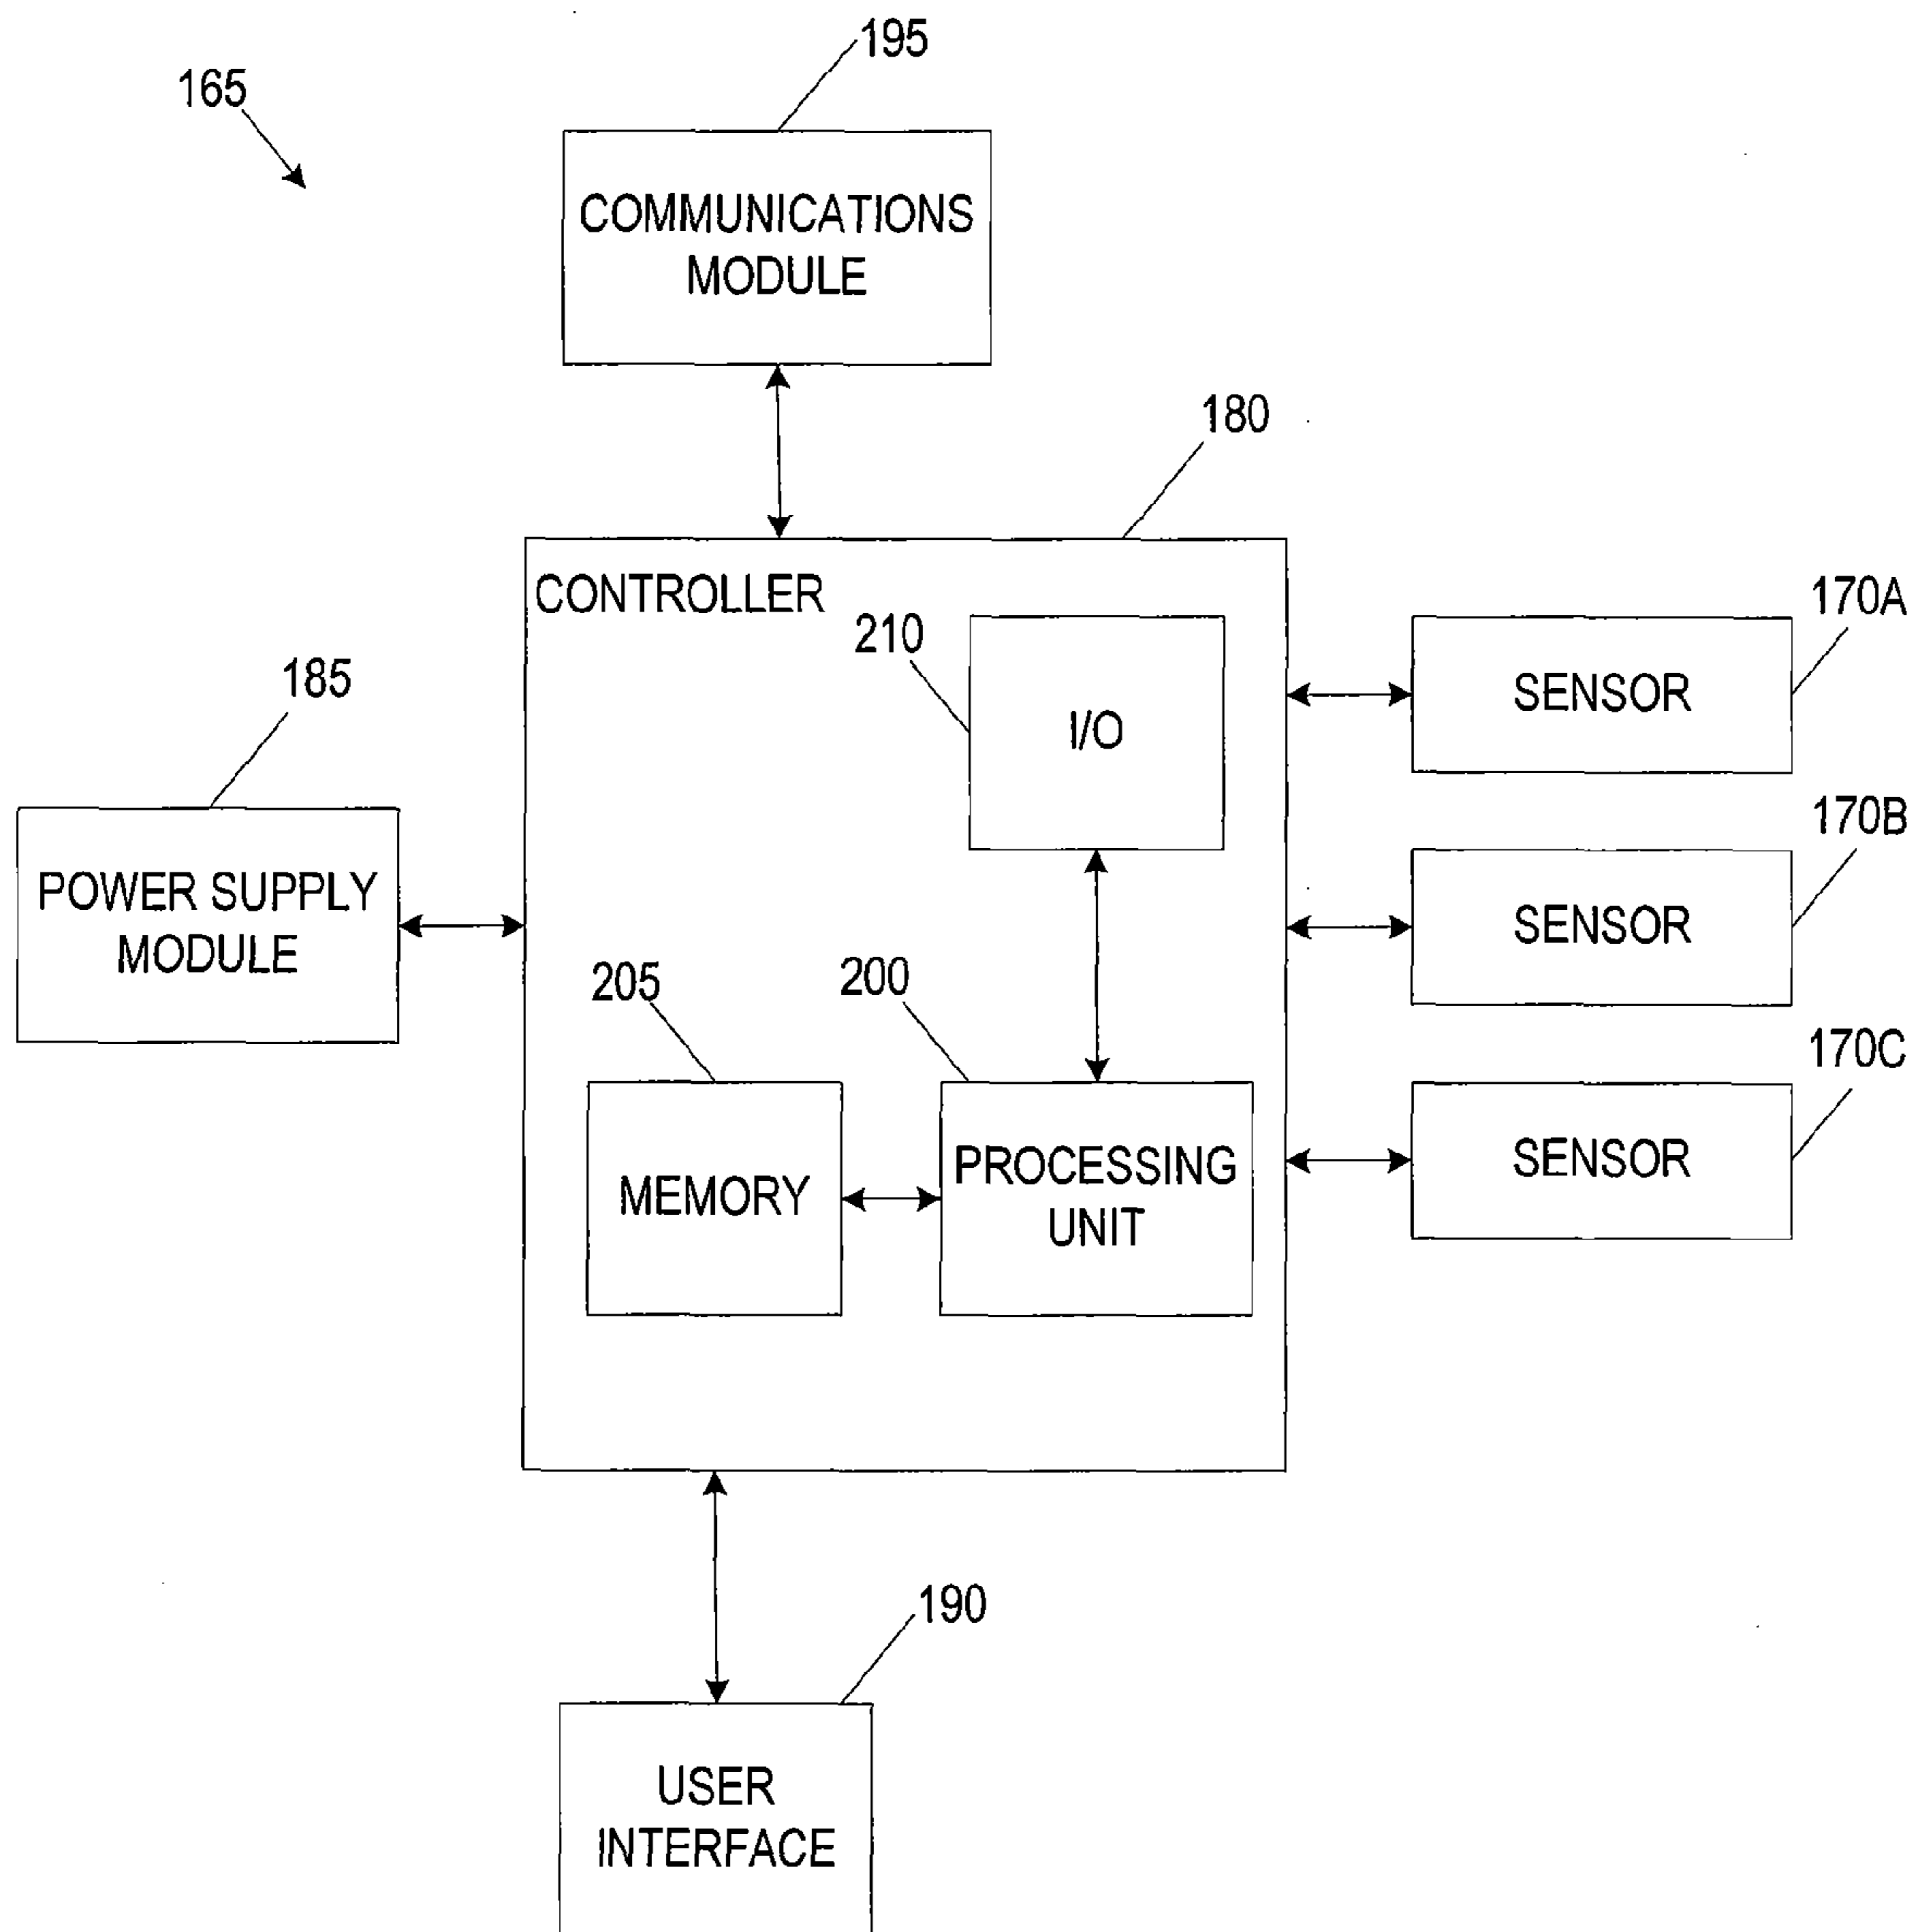 195
165
COMMUNICATIONS
MODULE
180
CONTROLLER
170A
210
SENSOR
185
I/O
170B
POWER SUPPLY
MODULE
SENSOR
205
200
170C
MEMORY
PROCESSING
UNIT
SENSOR
190
USER
INTERFACE